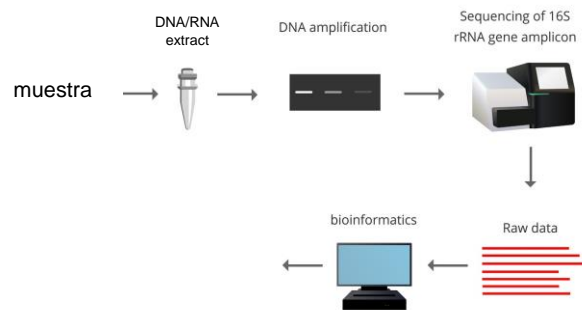 muestra
DNA/RNA
extract
DNA amplification
Sequencing of 16S
rRNA gene amplicon
bioinformatics
Raw data